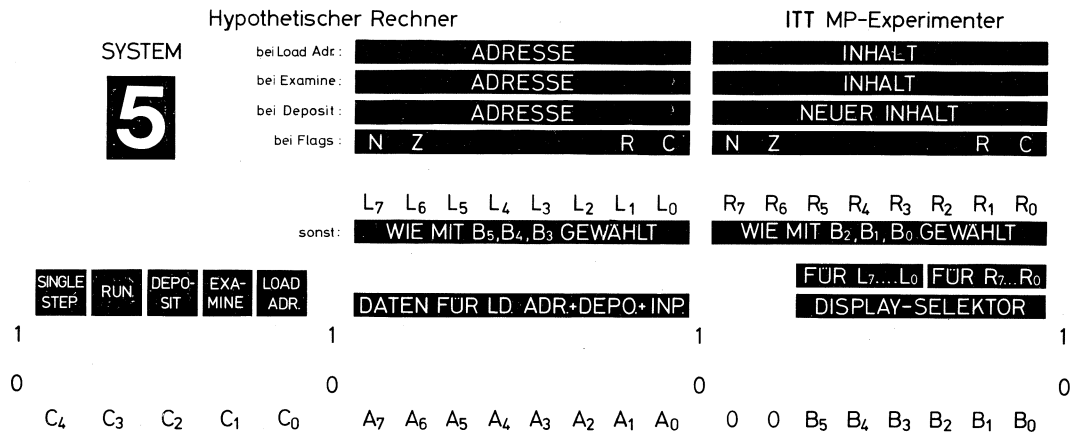 Hypothetischer Rechner ITT MP-Experimenter
SYSTEM
5
bei Load Adr.: ADRESSE INHALT
bei Examine: ADRESSE INHALT
bei Deposit: ADRESSE NEUER INHALT
bei Flags: N Z R C N Z R C
L7 L6 L5 L4 L3 L2 L1 L0 R7 R6 R5 R4 R3 R2 R1 R0
sonst: WIE MIT B5,B4,B3 GEWÄHLT WIE MIT B2,B1,B0 GEWÄHLT
SINGLE STEP RUN DEPO-SIT EXA-MINE LOAD ADR.
FÜR L7....L0 FÜR R7...R0
DATEN FÜR LD. ADR.+DEPO.+INP. DISPLAY-SELEKTOR
1 1 1 1
0 0 0 0
C4 C3 C2 C1 C0 A7 A6 A5 A4 A3 A2 A1 A0 0 0 B5 B4 B3 B2 B1 B0